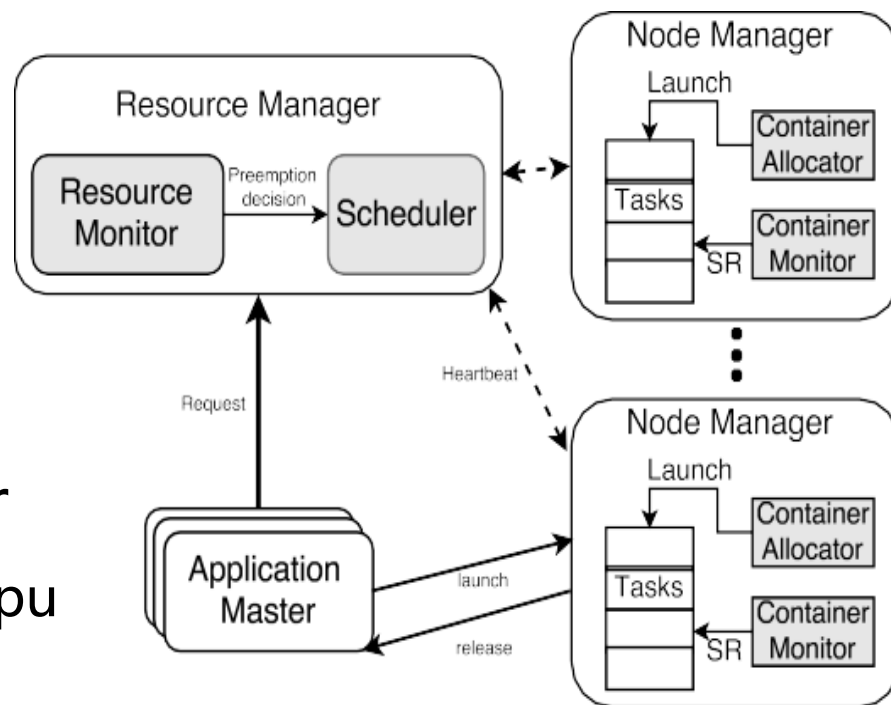 Resource Manager
Resource
Monitor
Preemption
decision
Scheduler
Node Manager
Launch
Container
Allocator
Tasks
Container
Monitor
SR
Heartbeat
Request
Node Manager
Launch
Container
Allocator
Tasks
Container
Monitor
SR
r
pu
Application
Master
launch
release